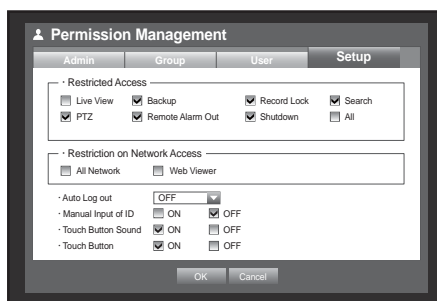 Permission Management
Admin Group User Setup
· Restricted Access
Live View Backup Record Lock Search
PTZ Remote Alarm Out Shutdown All
· Restriction on Network Access
All Network Web Viewer
· Auto Log out OFF
· Manual Input of ID ON OFF
· Touch Button Sound ON OFF
· Touch Button ON OFF
OK Cancel